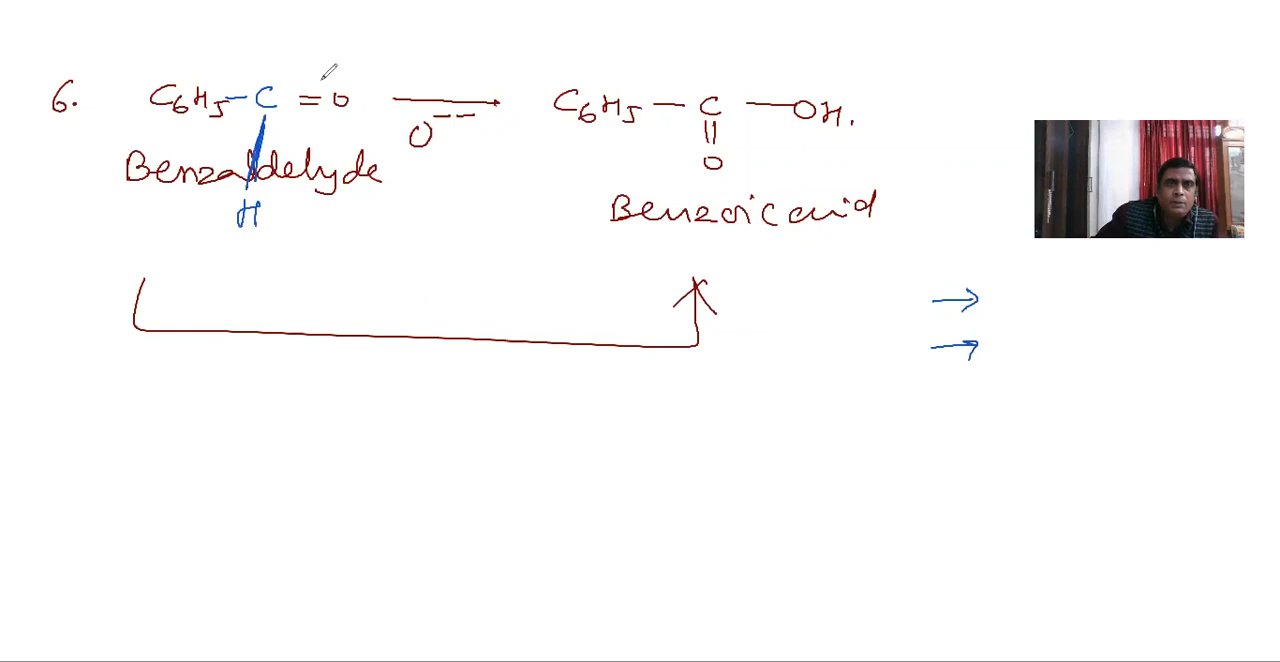 6. C6H5-C=O → O-- C6H5-C-OH.
||
O
Benzaldehyde
H
Benzoic acid
→
→